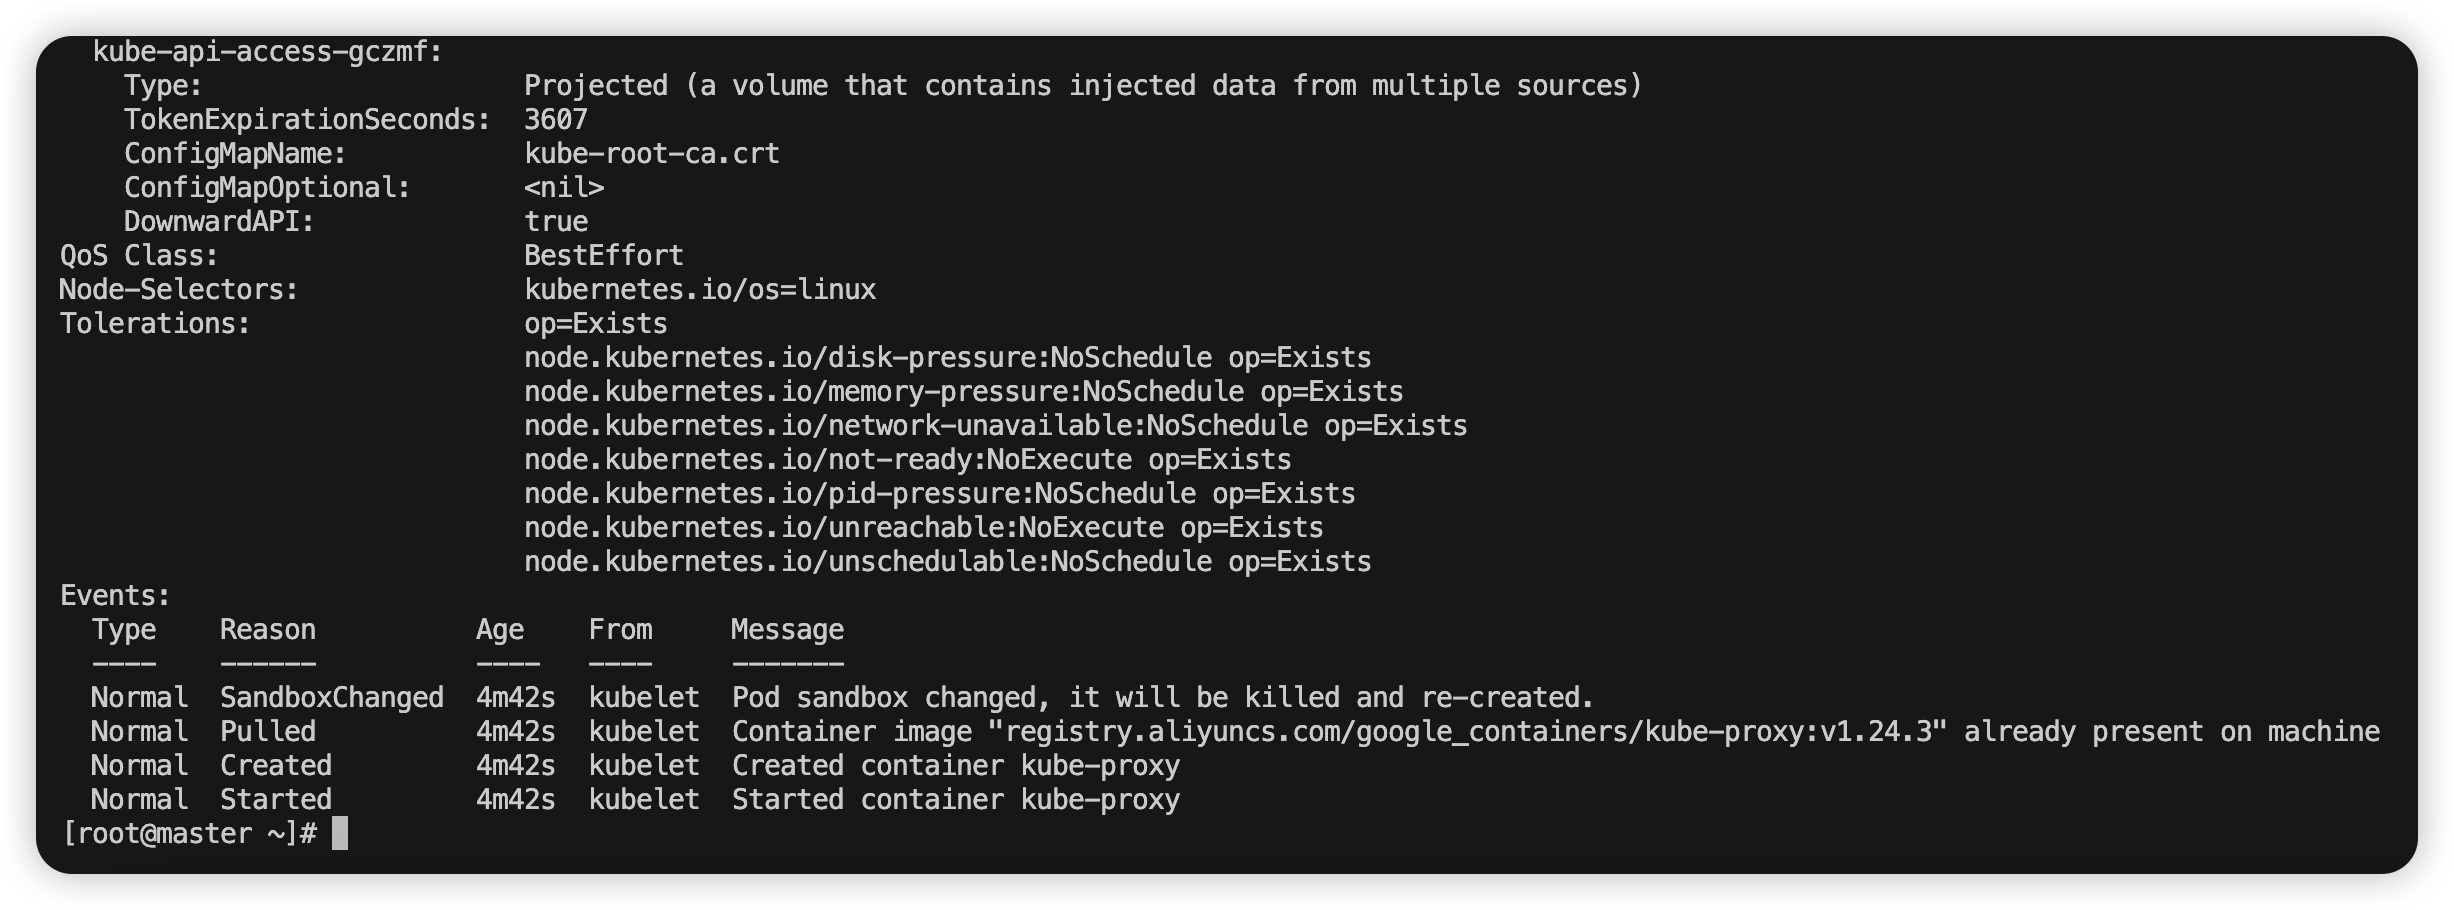 kube-api-access-gczmf:
Type: Projected (a volume that contains injected data from multiple sources)
TokenExpirationSeconds: 3607
ConfigMapName: kube-root-ca.crt
ConfigMapOptional: <nil>
DownwardAPI: true
QoS Class: BestEffort
Node-Selectors: kubernetes.io/os=linux
Tolerations: op=Exists
node.kubernetes.io/disk-pressure:NoSchedule op=Exists
node.kubernetes.io/memory-pressure:NoSchedule op=Exists
node.kubernetes.io/network-unavailable:NoSchedule op=Exists
node.kubernetes.io/not-ready:NoExecute op=Exists
node.kubernetes.io/pid-pressure:NoSchedule op=Exists
node.kubernetes.io/unreachable:NoExecute op=Exists
node.kubernetes.io/unschedulable:NoSchedule op=Exists
Events:
Type Reason Age From Message
---- ------ ---- ---- -------
Normal SandboxChanged 4m42s kubelet Pod sandbox changed, it will be killed and re-created.
Normal Pulled 4m42s kubelet Container image "registry.aliyuncs.com/google_containers/kube-proxy:v1.24.3" already present on machine
Normal Created 4m42s kubelet Created container kube-proxy
Normal Started 4m42s kubelet Started container kube-proxy
[root@master ~]#